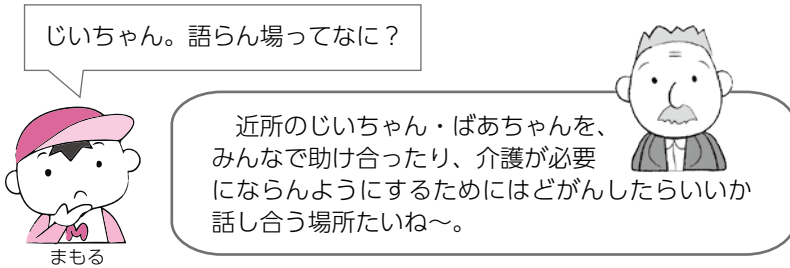 じいちゃん。語らん場ってなに？
　近所のじいちゃん・ばあちゃんを、
みんなで助け合ったり、介護が必要
にならんようにするためにはどがんしたらいいか
話し合う場所たいね〜。
M
まもる